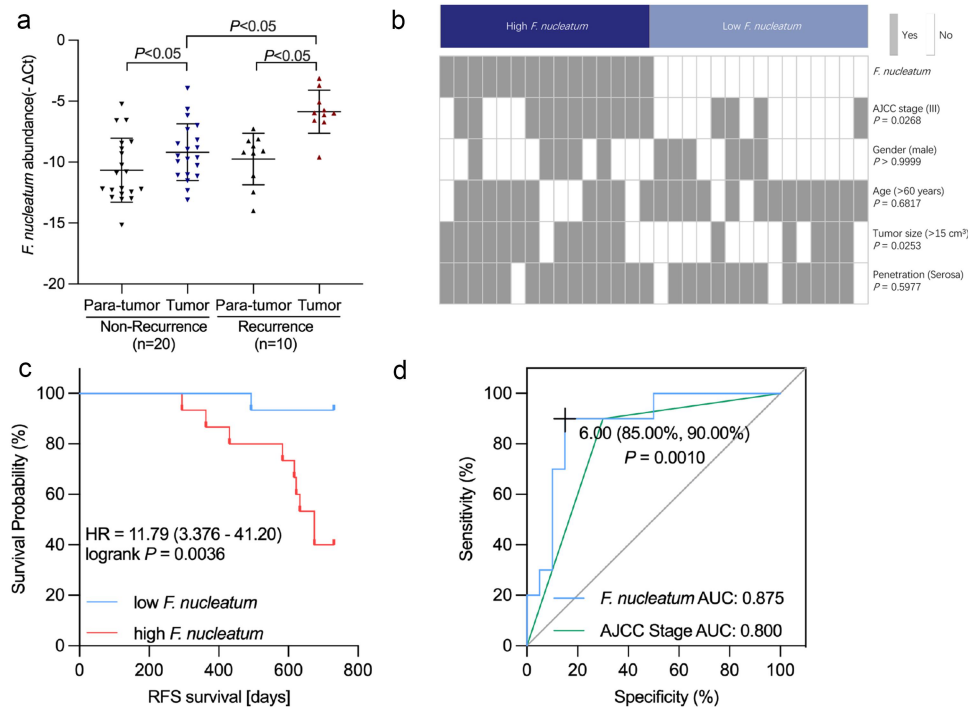 a
P<0.05
P<0.05
P<0.05
F. nucleatum abundance(- ΔCt)
0
-5
-10
-15
-20
Para-tumor Tumor Para-tumor Tumor
Non-Recurrence Recurrence
(n=20) (n=10)
b
High F. nucleatum
Low F. nucleatum
Yes
No
F. nucleatum
AJCC stage (III)
P = 0.0268
Gender (male)
P > 0.9999
Age (>60 years)
P = 0.6817
Tumor size (>15 cm³)
P = 0.0253
Penetration (Serosa)
P = 0.5977
c
Survival Probability (%)
100
80
60
40
20
0
HR = 11.79 (3.376 - 41.20)
logrank P = 0.0036
low F. nucleatum
high F. nucleatum
0 200 400 600 800
RFS survival [days]
d
Sensitivity (%)
100
80
60
40
20
0
6.00 (85.00%, 90.00%)
P = 0.0010
F. nucleatum AUC: 0.875
AJCC Stage AUC: 0.800
0 20 40 60 80 100
Specificity (%)